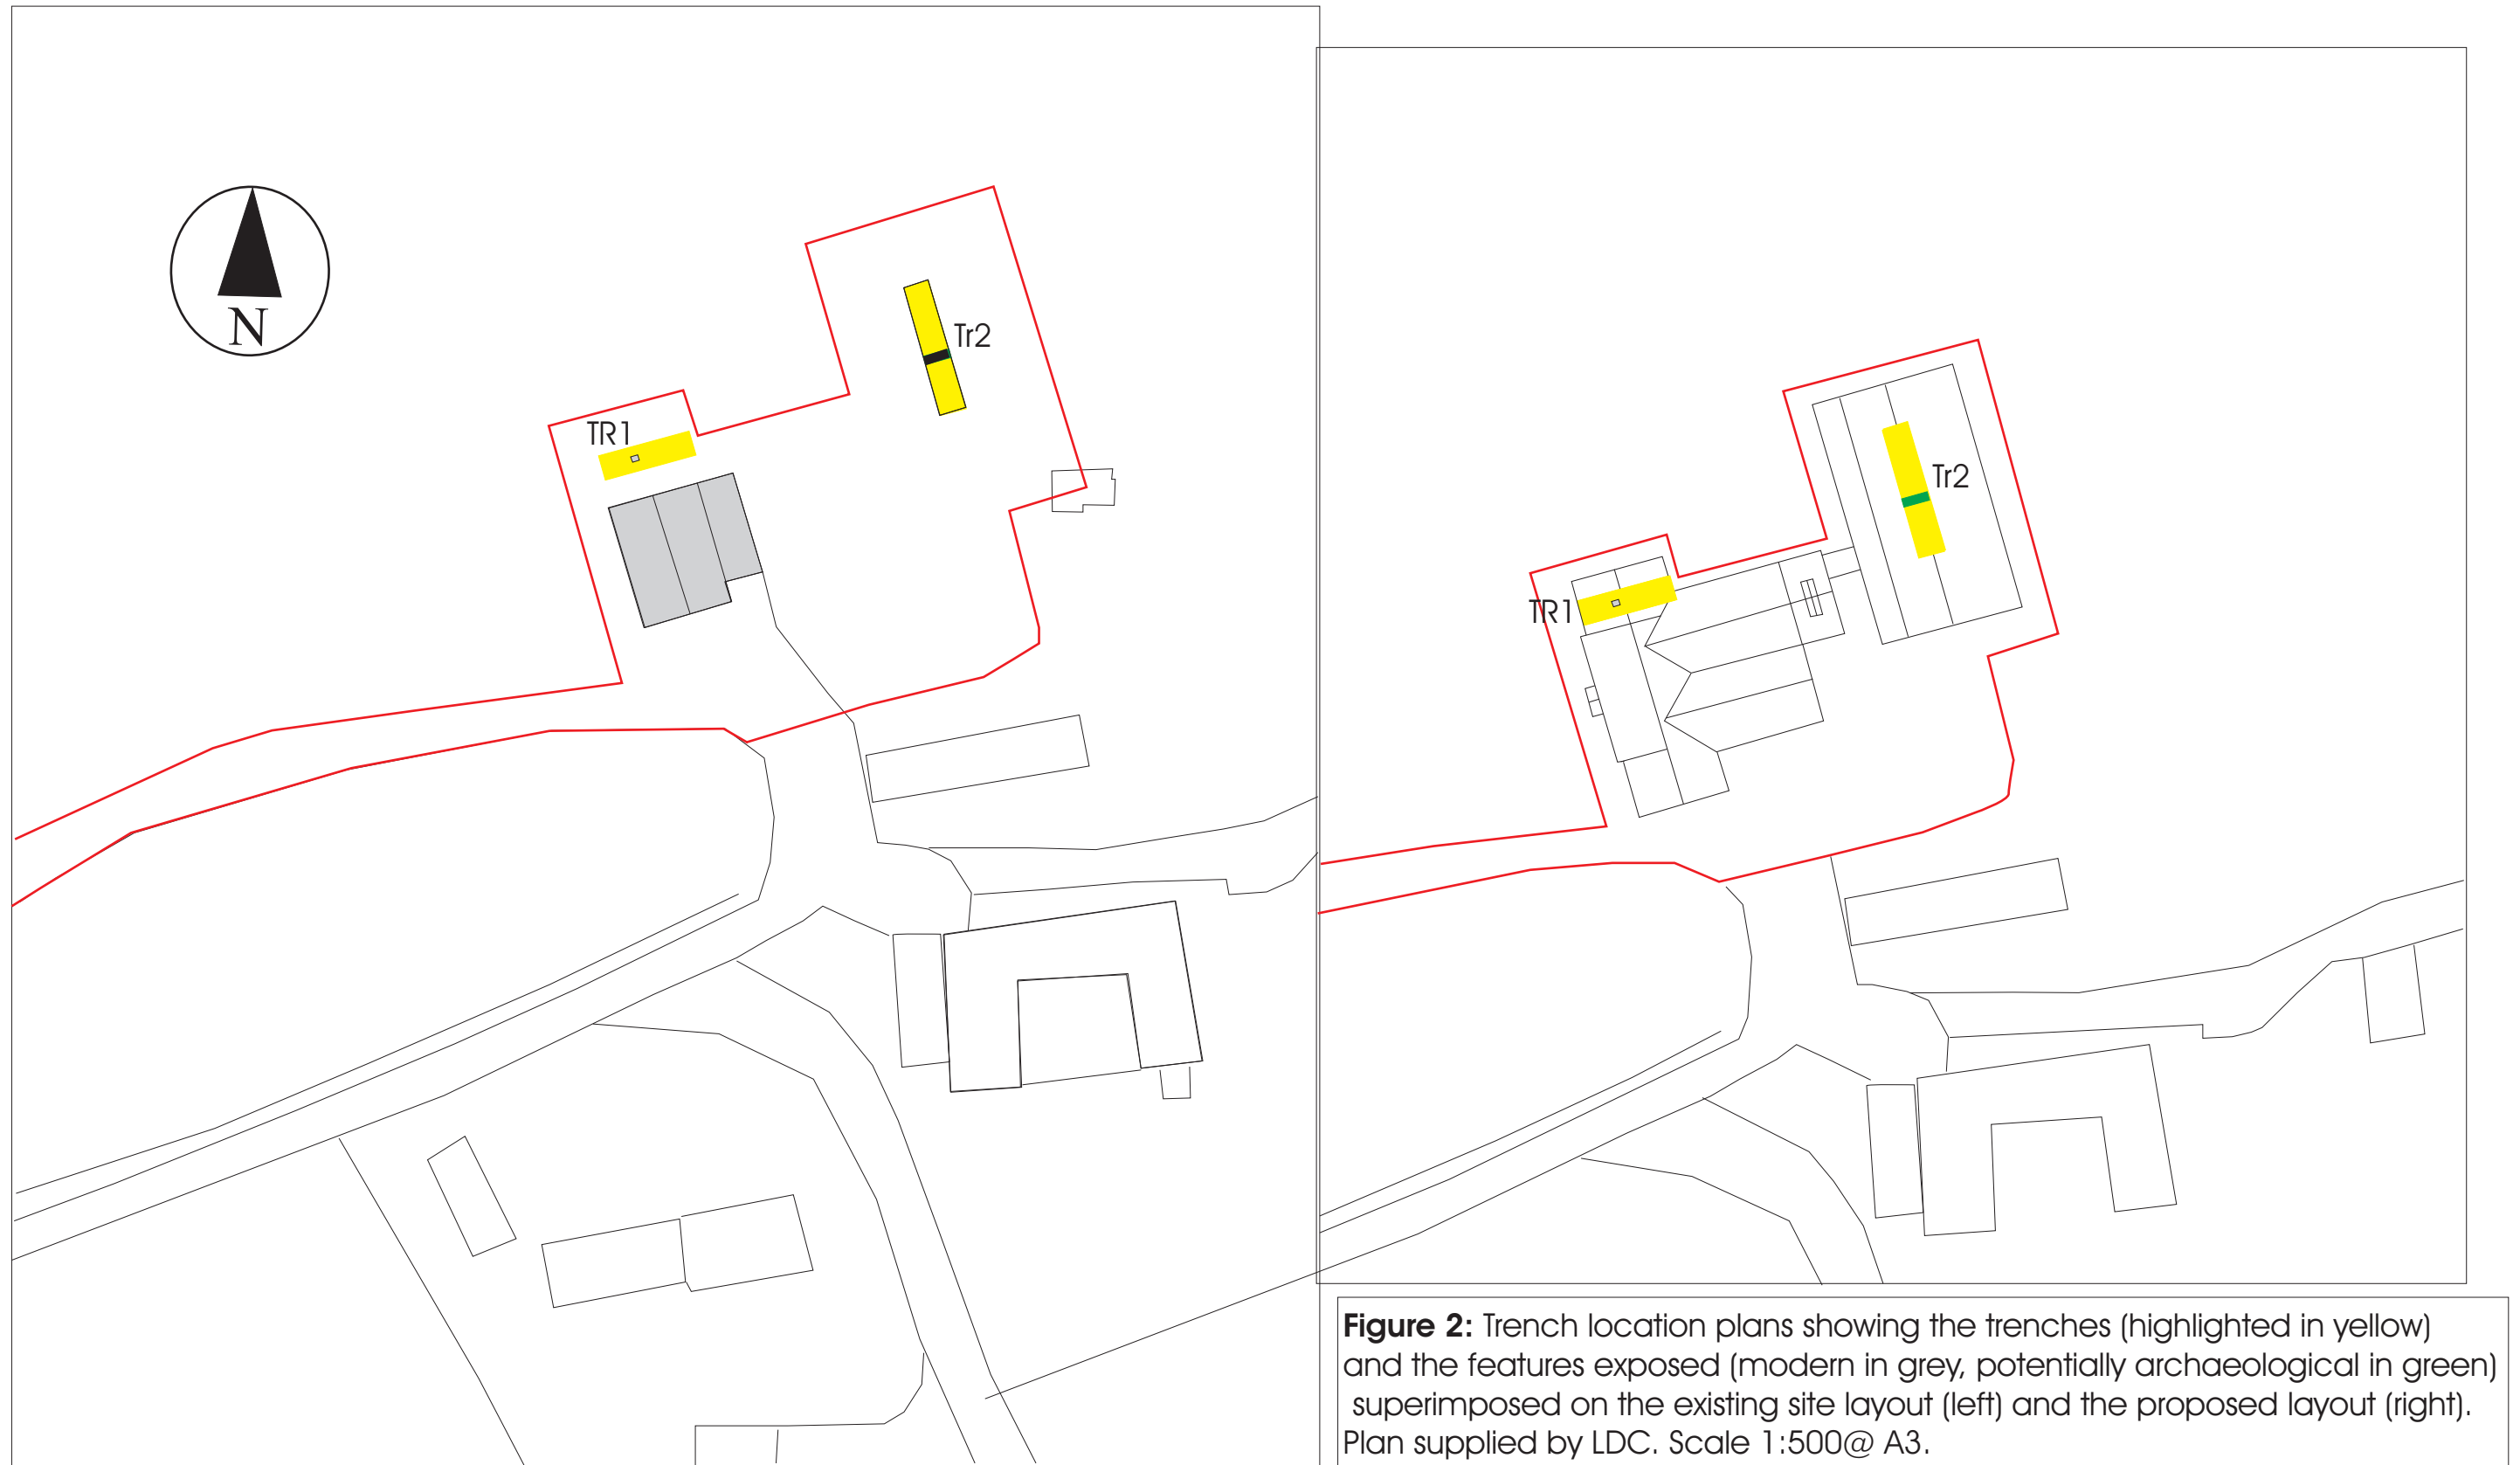 N
TR1
Tr2
TR1
Tr2
Figure 2: Trench location plans showing the trenches (highlighted in yellow)
and the features exposed (modern in grey, potentially archaeological in green)
superimposed on the existing site layout (left) and the proposed layout (right).
Plan supplied by LDC. Scale 1:500@ A3.